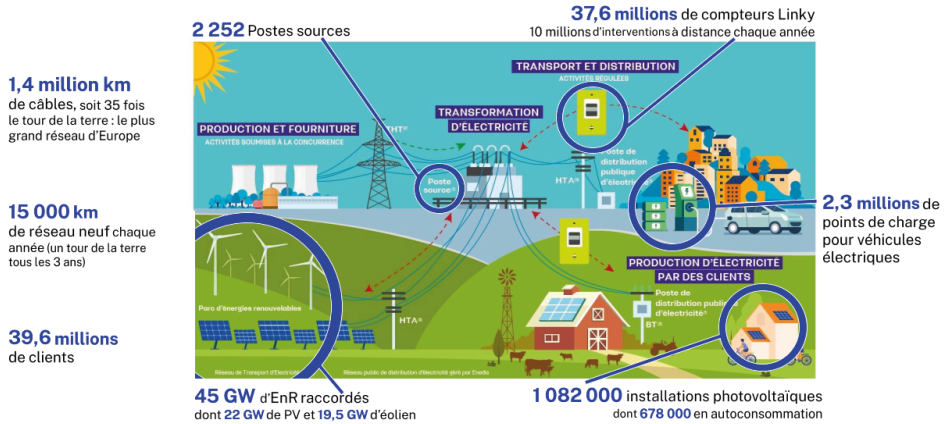 37,6 millions de compteurs Linky
10 millions d'interventions à distance chaque année
2 252 Postes sources
1,4 million km
de câbles, soit 35 fois
le tour de la terre : le plus
grand réseau d'Europe
TRANSPORT ET DISTRIBUTION
ACTIVITÉS RÉGULÉES
TRANSFORMATION
D'ÉLECTRICITÉ
PRODUCTION ET FOURNITURE
ACTIVITÉS SOUMISES À LA CONCURRENCE
THT
Poste de
distribution
publique
d'électricité
Poste
source
HTA
15 000 km
de réseau neuf chaque
année (un tour de la terre
tous les 3 ans)
2,3 millions de
points de charge
pour véhicules
électriques
PRODUCTION D'ÉLECTRICITÉ
PAR DES CLIENTS
Parc d'énergies renouvelables
HTA
Poste de
distribution publique
d'électricité
BT
39,6 millions
de clients
Réseau de Transport d'Electricité
Réseau public de distribution d'électricité géré par Enedis
45 GW d'EnR raccordés
dont 22 GW de PV et 19,5 GW d'éolien
1 082 000 installations photovoltaïques
dont 678 000 en autoconsommation